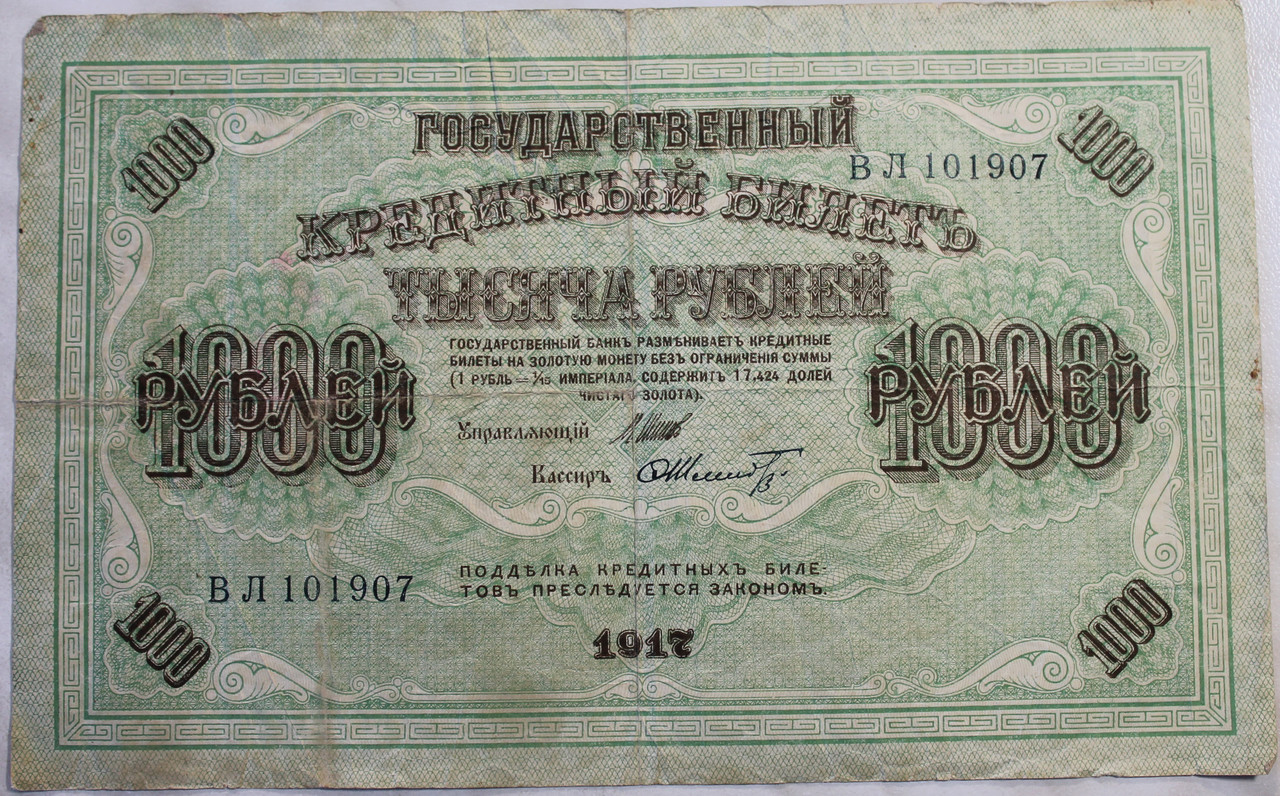 1000
ГОСУДАРСТВЕННЫЙ
ВЛ 101907
1000
КРЕДИТНЫЙ БИЛЕТЪ
ТЫСЯЧА РУБЛЕЙ
ГОСУДАРСТВЕННЫЙ БАНКЪ РАЗМѢНИВАЕТЪ КРЕДИТНЫЕ
БИЛЕТЫ НА ЗОЛОТУЮ МОНЕТУ БЕЗЪ ОГРАНИЧЕНІЯ СУММЫ
(1 РУБЛЬ = 1/15 ИМПЕРІАЛА, СОДЕРЖИТЪ 17,424 ДОЛЕЙ
ЧИСТАГО ЗОЛОТА).
1000 РУБЛЕЙ
1000 РУБЛЕЙ
Управляющій
Кассиръ
ВЛ 101907
ПОДДѢЛКА КРЕДИТНЫХЪ БИЛЕ-
ТОВЪ ПРЕСЛѢДУЕТСЯ ЗАКОНОМЪ.
1000
1917
1000